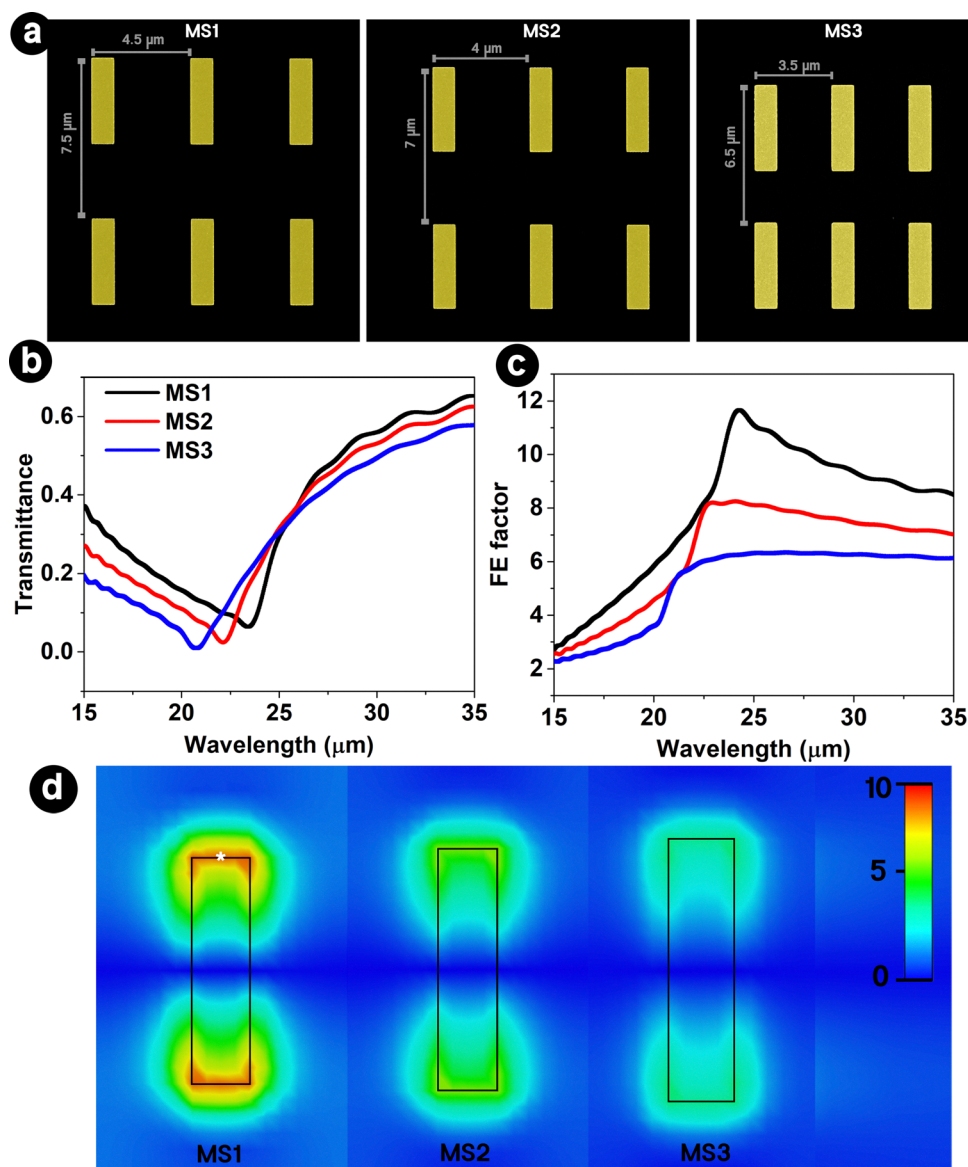 a
MS1
MS2
MS3
4.5 µm
4 µm
3.5 µm
7.5 µm
7 µm
6.5 µm
b
MS1
MS2
MS3
0.6
0.4
0.2
0.0
Transmittance
15 20 25 30 35
Wavelength (µm)
c
12
10
8
6
4
2
FE factor
15 20 25 30 35
Wavelength (µm)
d
*
10
5
0
MS1
MS2
MS3